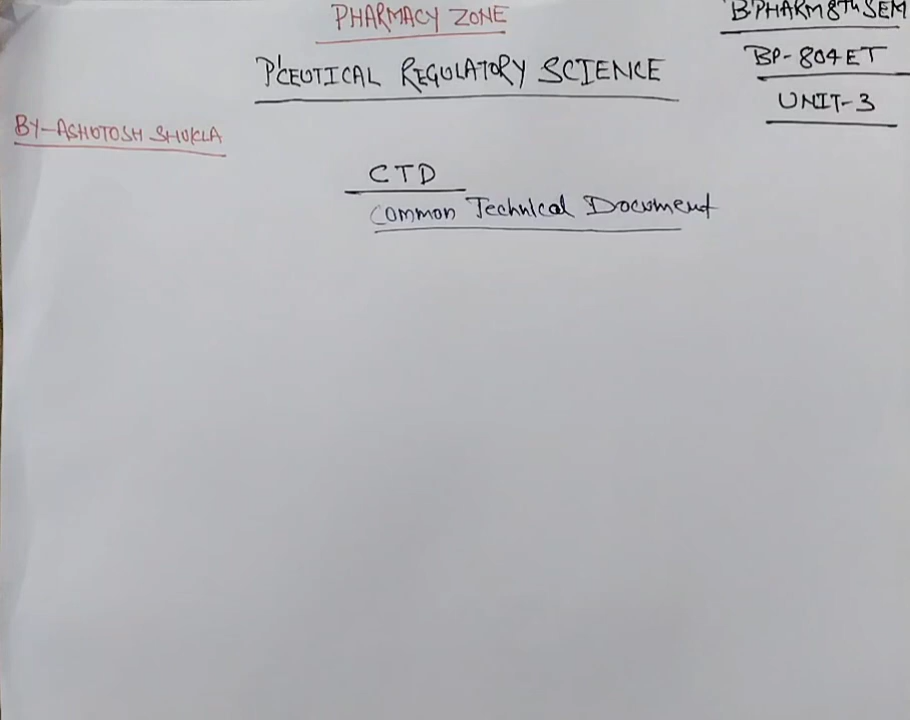 PHARMACY ZONE
B'PHARM 8Th SEM
P'CEUTICAL REGULATORY SCIENCE
BP-804ET
UNIT-3
BY-ASHUTOSH SHUKLA
CTD
Common Technical Document